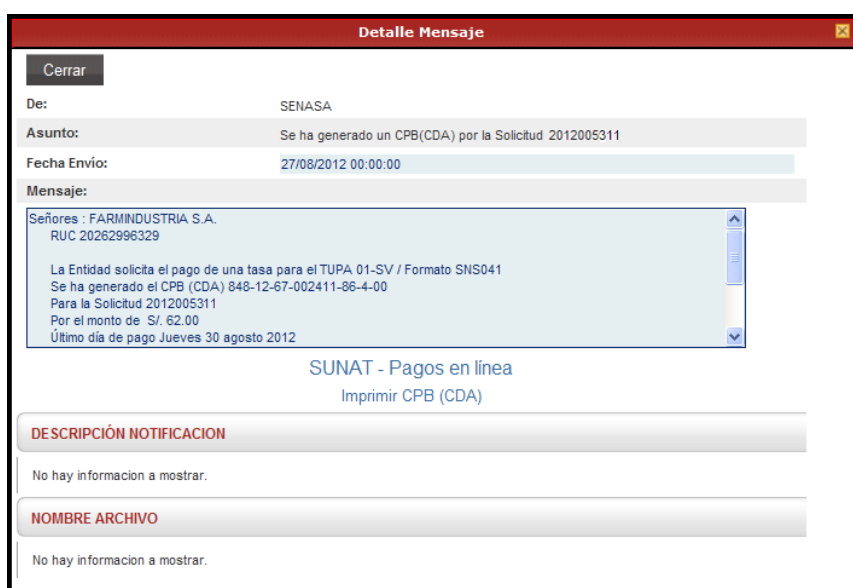 Detalle Mensaje
Cerrar
De: SENASA
Asunto: Se ha generado un CPB(CDA) por la Solicitud 2012005311
Fecha Envío: 27/08/2012 00:00:00
Mensaje:
Señores : FARMINDUSTRIA S.A.
RUC 20262996329
La Entidad solicita el pago de una tasa para el TUPA 01-SV / Formato SNS041
Se ha generado el CPB (CDA) 848-12-67-002411-86-4-00
Para la Solicitud 2012005311
Por el monto de S/. 62.00
Último día de pago Jueves 30 agosto 2012
SUNAT - Pagos en línea
Imprimir CPB (CDA)
DESCRIPCIÓN NOTIFICACION
No hay informacion a mostrar.
NOMBRE ARCHIVO
No hay informacion a mostrar.